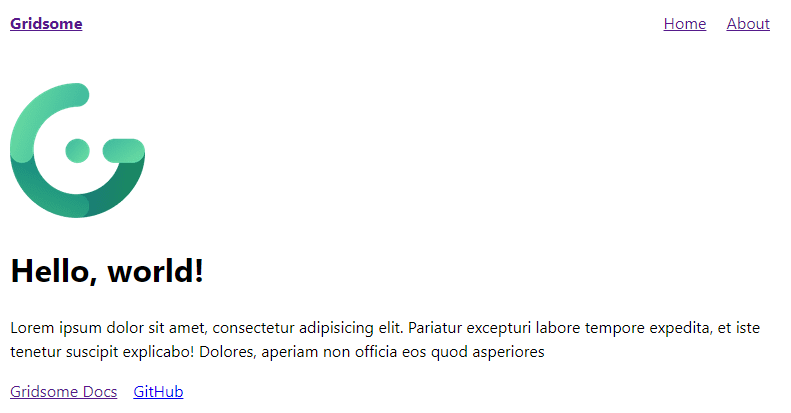 Gridsome Home About
Hello, world!
Lorem ipsum dolor sit amet, consectetur adipisicing elit. Pariatur excepturi labore tempore expedita, et iste
tenetur suscipit explicabo! Dolores, aperiam non officia eos quod asperiores
Gridsome Docs GitHub